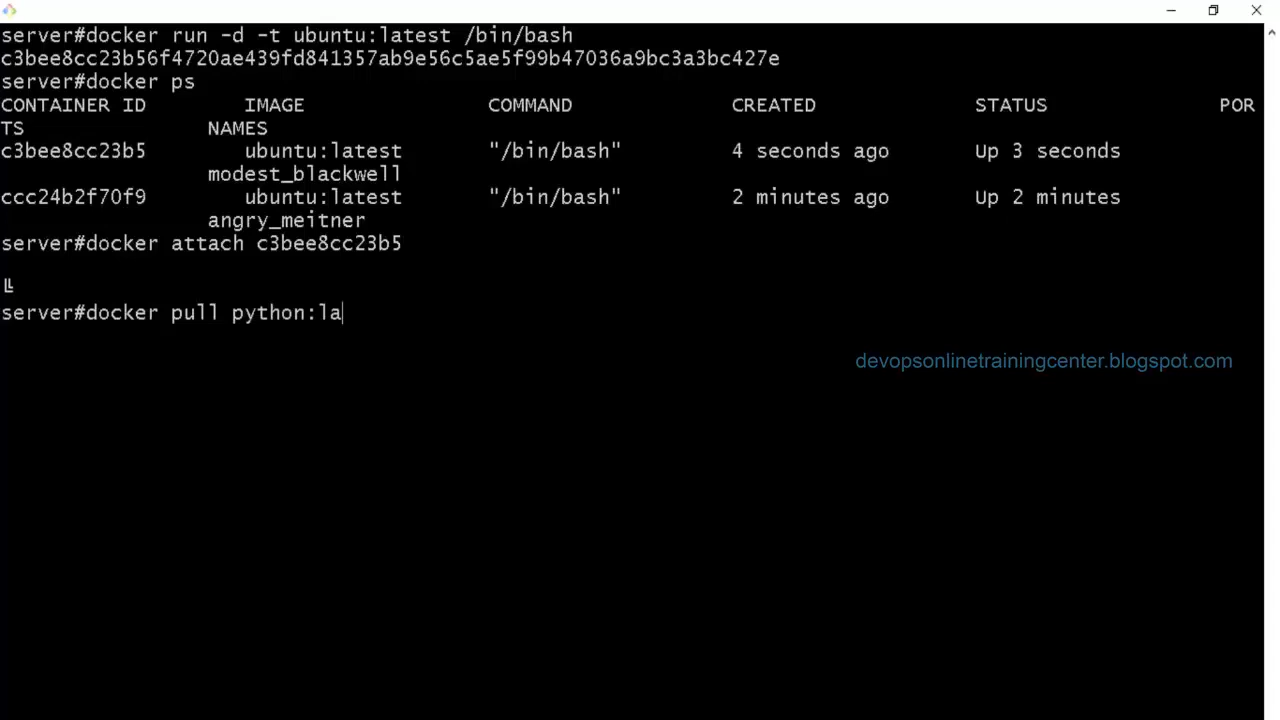 server#docker run -d -t ubuntu:latest /bin/bash
c3bee8cc23b56f4720ae439fd841357ab9e56c5ae5f99b47036a9bc3a3bc427e
server#docker ps
CONTAINER ID        IMAGE               COMMAND             CREATED             STATUS              POR
TS               NAMES
c3bee8cc23b5        ubuntu:latest       "/bin/bash"         4 seconds ago       Up 3 seconds
                 modest_blackwell
ccc24b2f70f9        ubuntu:latest       "/bin/bash"         2 minutes ago       Up 2 minutes
                 angry_meitner
server#docker attach c3bee8cc23b5
╚
server#docker pull python:la
devopsonlinetrainingcenter.blogspot.com